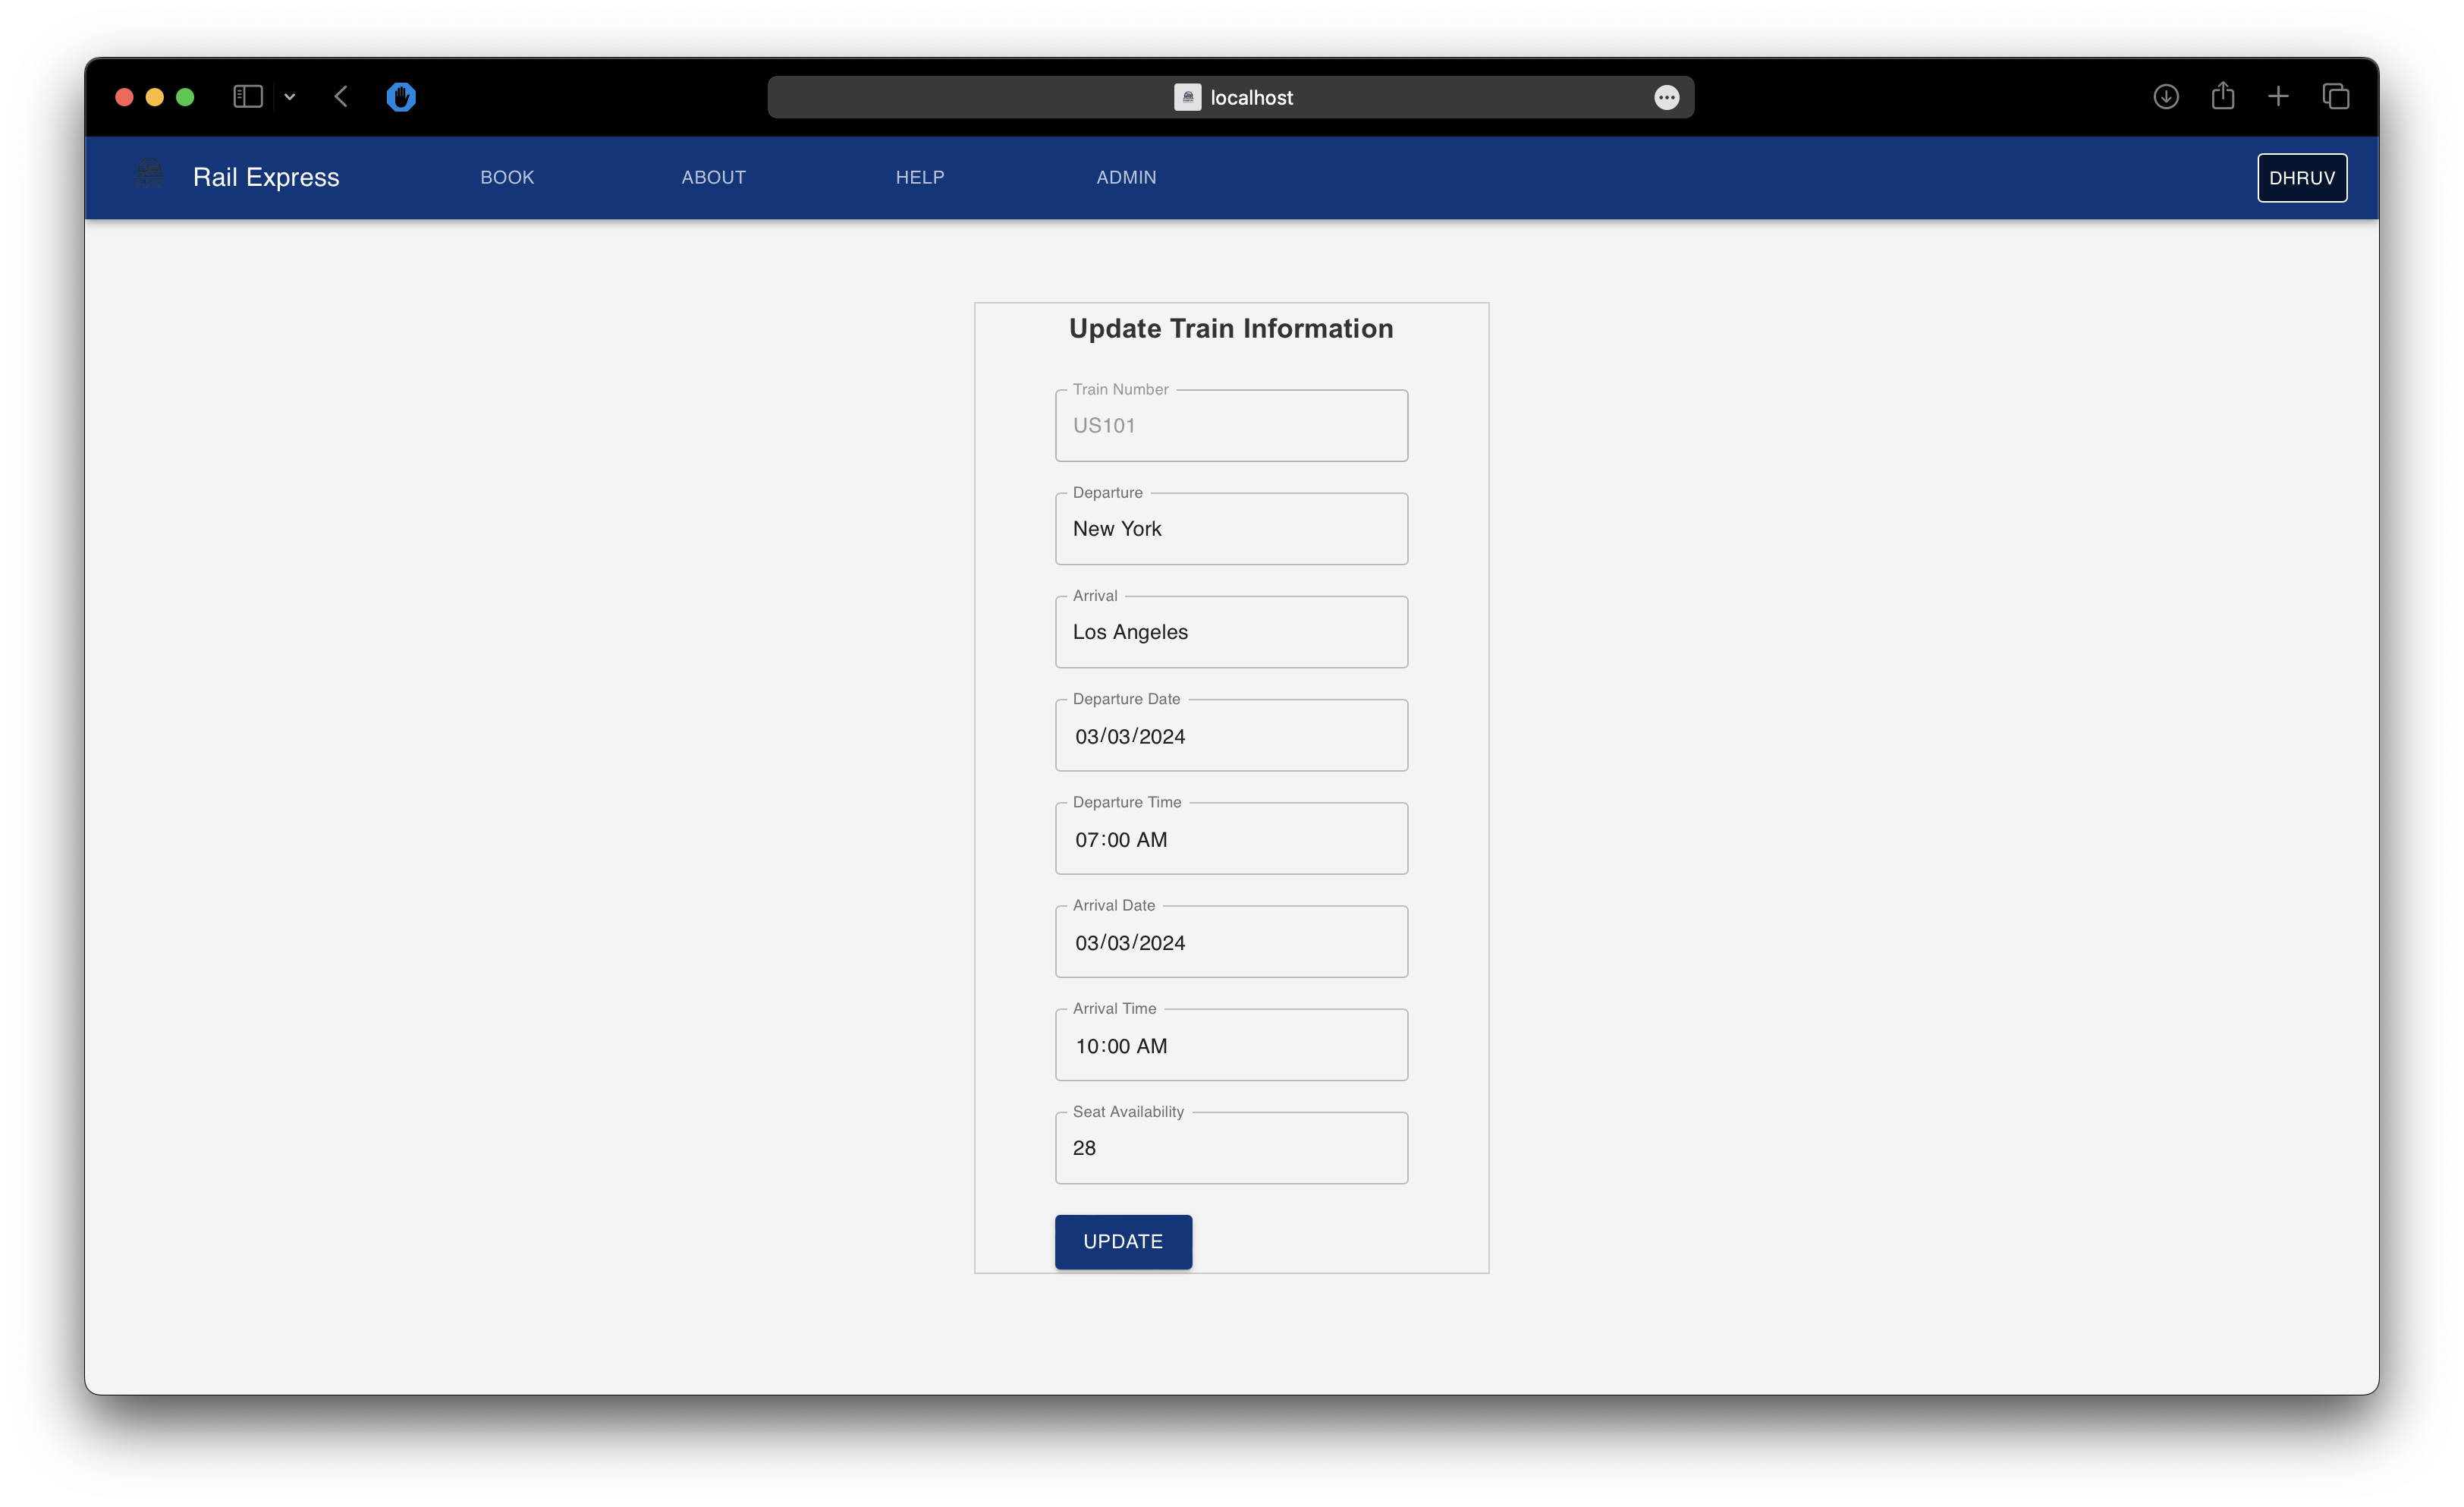 localhost
Rail Express BOOK ABOUT HELP ADMIN DHRUV
Update Train Information
Train Number
US101
Departure
New York
Arrival
Los Angeles
Departure Date
03/03/2024
Departure Time
07:00 AM
Arrival Date
03/03/2024
Arrival Time
10:00 AM
Seat Availability
28
UPDATE